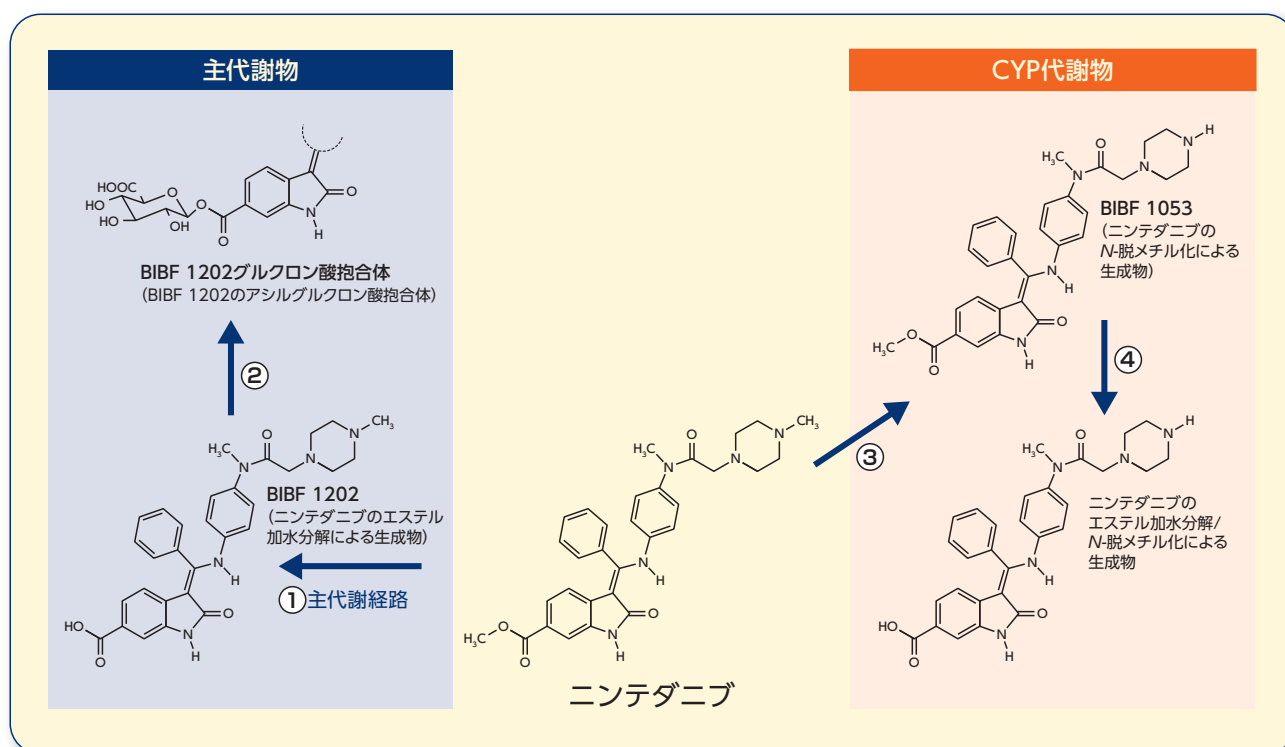 主代謝物
HOOC
HO
HO
O
OH
O
O
O
N
H
BIBF 1202グルクロン酸抱合体
(BIBF 1202のアシルグルクロン酸抱合体)
②
H₃C
N
O
N
N
CH₃
BIBF 1202
(ニンテダニブのエステル
加水分解による生成物)
N
H
①主代謝経路
HO
O
O
N
H
H₃C
N
O
N
N
CH₃
N
H
H₃C
O
O
O
N
H
ニンテダニブ
③
CYP代謝物
H₃C
N
O
N
N
H
BIBF 1053
(ニンテダニブの
N-脱メチル化による
生成物)
N
H
H₃C
O
O
O
N
H
④
H₃C
N
O
N
N
H
ニンテダニブの
エステル加水分解/
N-脱メチル化による
生成物
N
H
HO
O
O
N
H